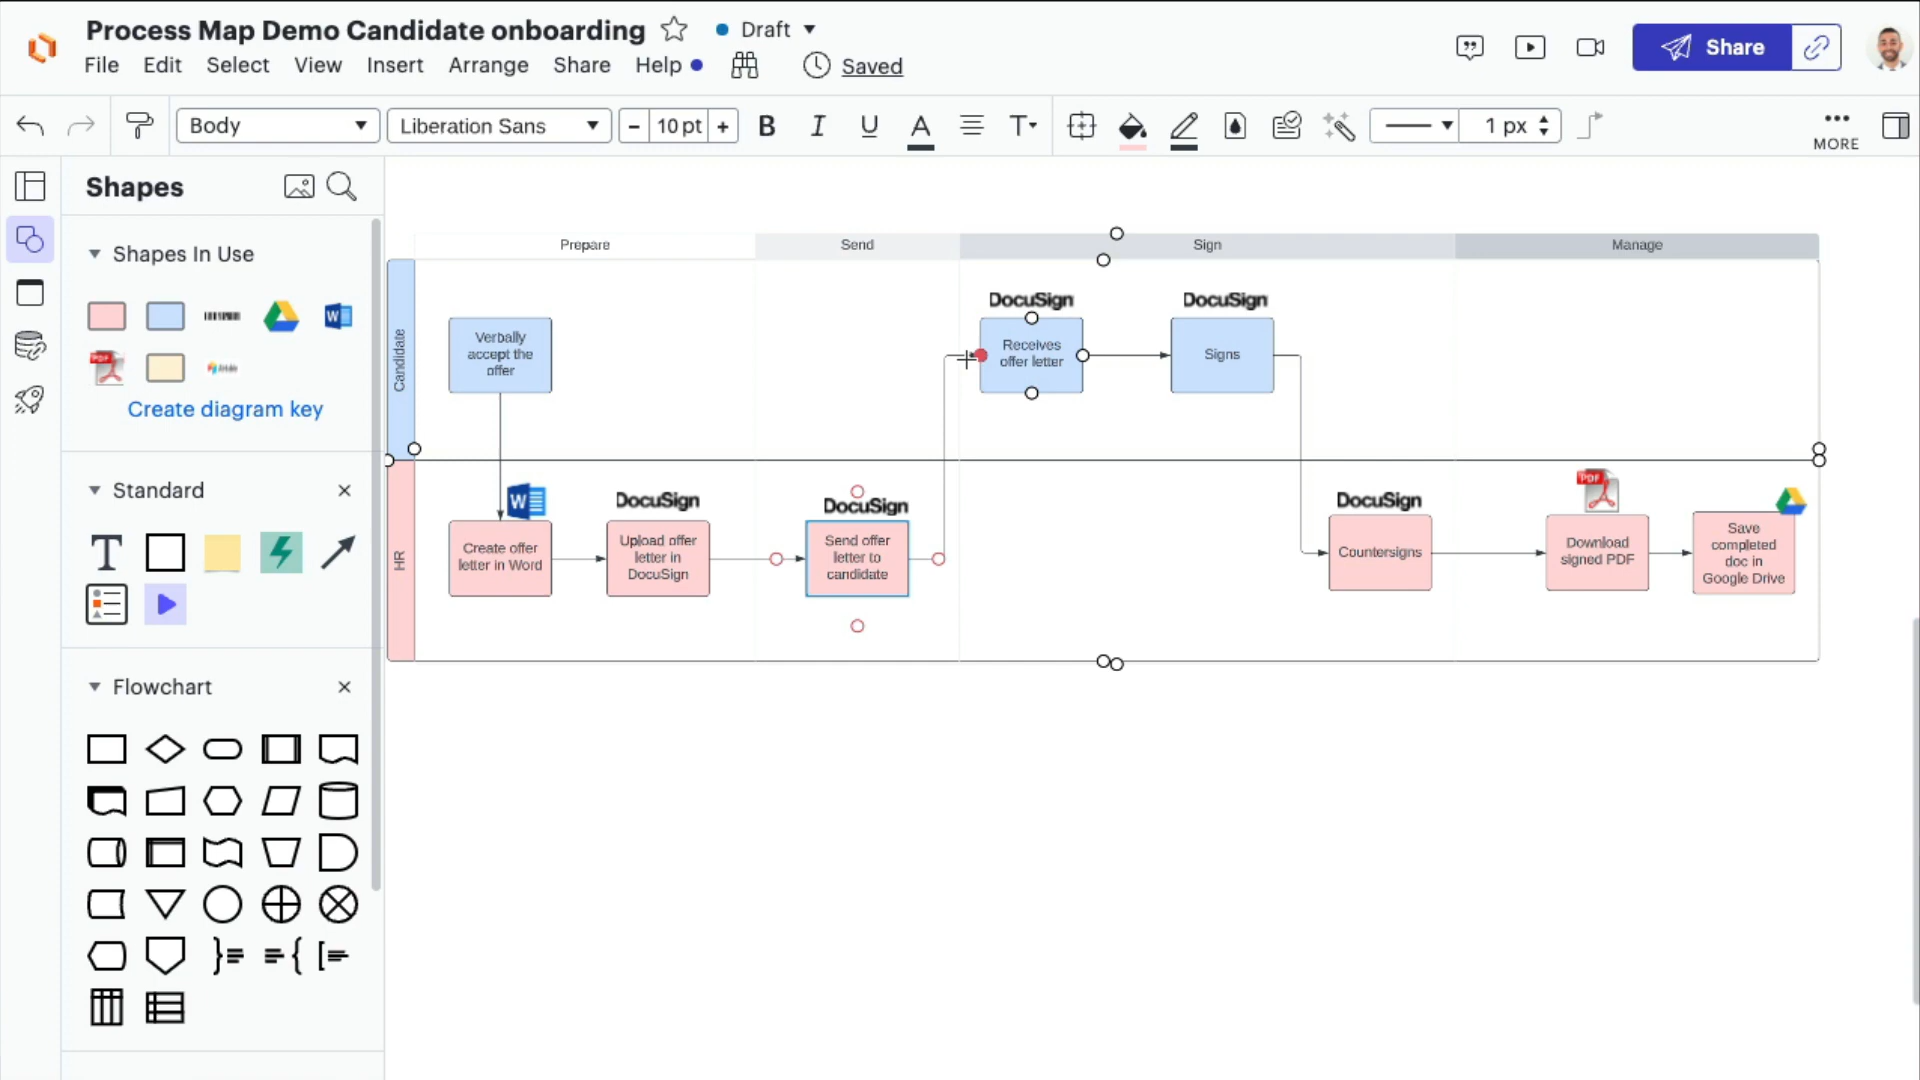 Process Map Demo Candidate onboarding
Draft
File Edit Select View Insert Arrange Share Help
Saved
Share
Body
Liberation Sans
− 10 pt +
B I U A T
1 px
MORE
Shapes
Shapes In Use
PDF
W
Create diagram key
Standard
T
Flowchart
Prepare
Send
Sign
Manage
Candidate
Verbally
accept the
offer
DocuSign
Receives
offer letter
DocuSign
Signs
HR
W
Create offer
letter in Word
DocuSign
Upload offer
letter in
DocuSign
DocuSign
Send offer
letter to
candidate
DocuSign
Countersigns
PDF
Download
signed PDF
Save
completed
doc in
Google Drive